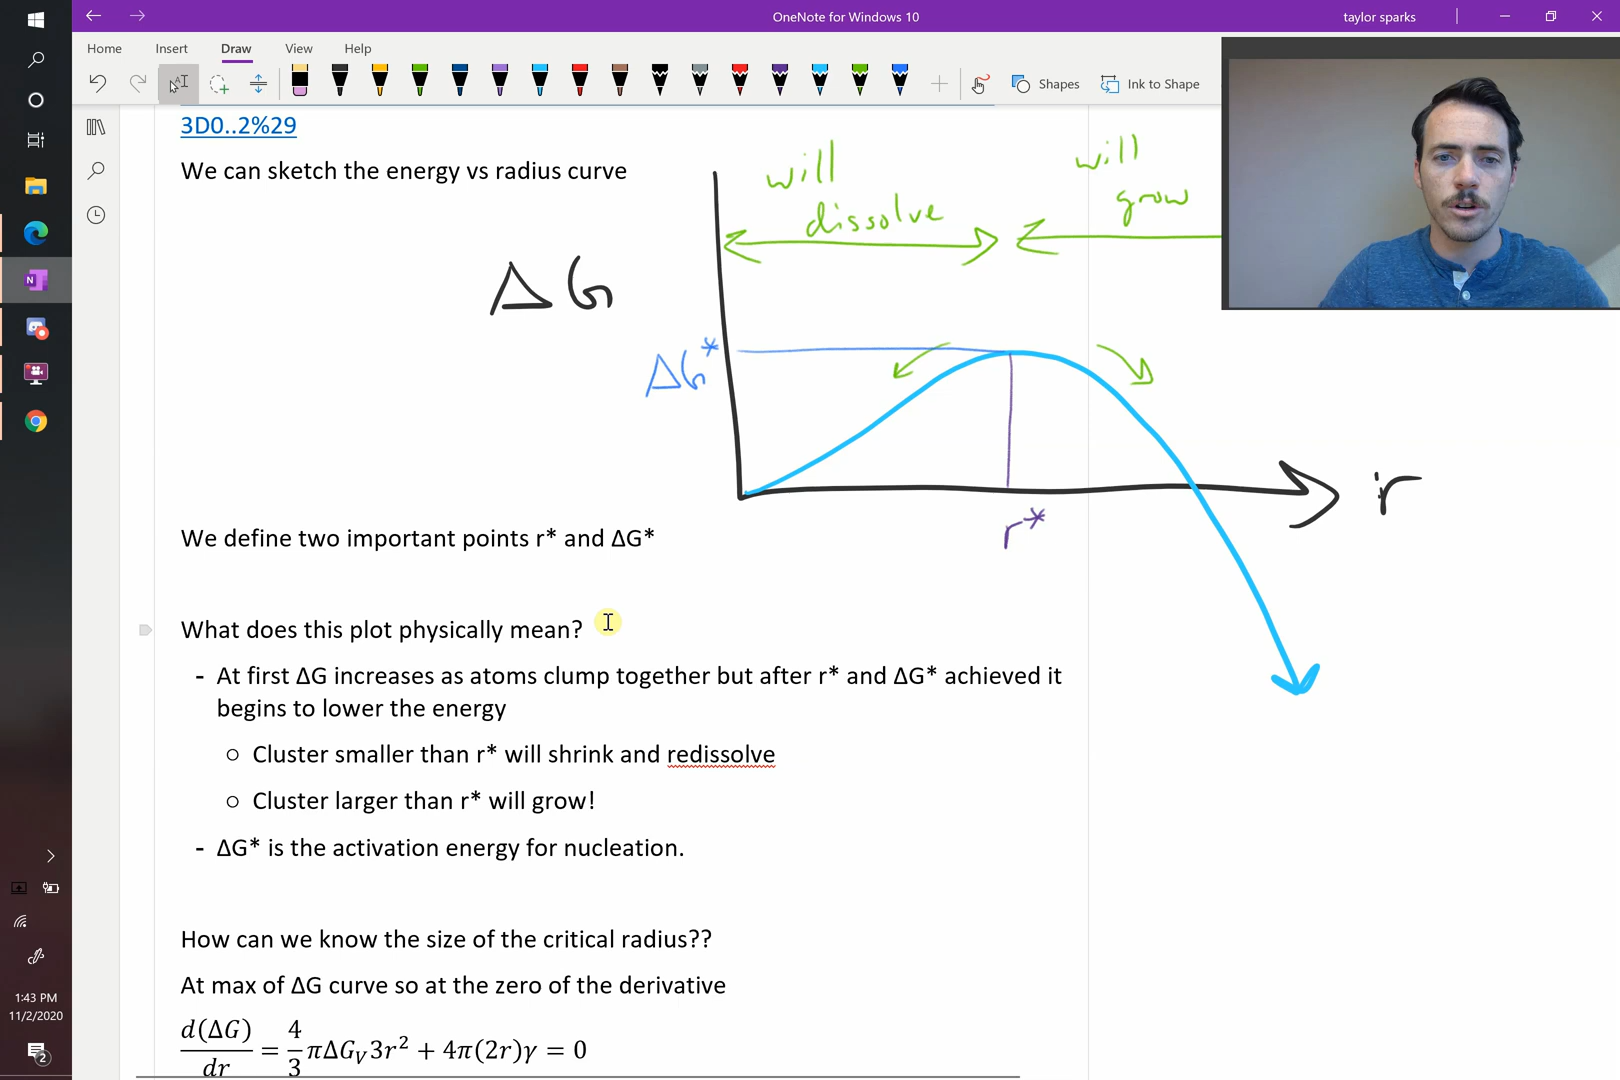 OneNote for Windows 10
taylor sparks
Home Insert Draw View Help
Shapes
Ink to Shape
3D0..2%29
We can sketch the energy vs radius curve
will
dissolve
will
grow
ΔG
ΔG*
r
r*
We define two important points r* and ΔG*
What does this plot physically mean?
- At first ΔG increases as atoms clump together but after r* and ΔG* achieved it
begins to lower the energy
○ Cluster smaller than r* will shrink and redissolve
○ Cluster larger than r* will grow!
- ΔG* is the activation energy for nucleation.
How can we know the size of the critical radius??
At max of ΔG curve so at the zero of the derivative
d(ΔG)/dr = 4/3 πΔG_V 3r² + 4π(2r)γ = 0
1:43 PM
11/2/2020
2